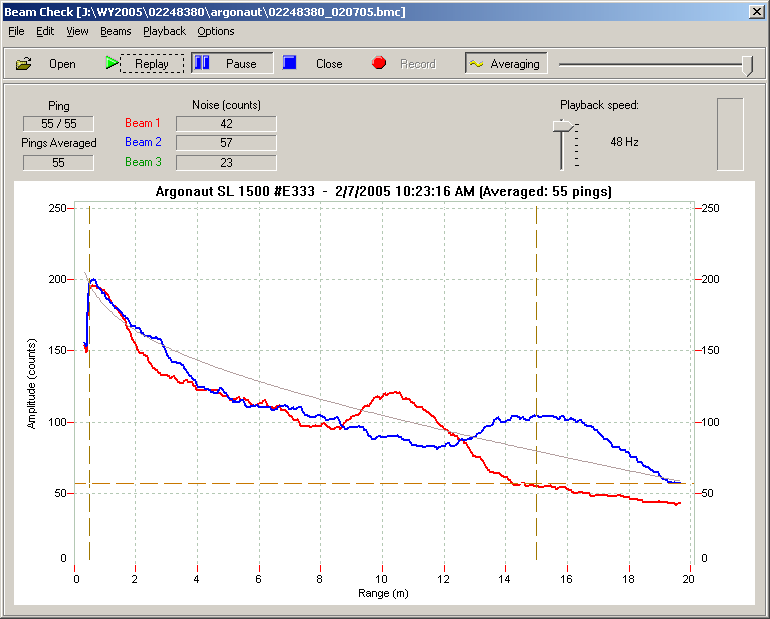 Beam Check [J:\WY2005\02248380\argonaut\02248380_020705.bmc]
File Edit View Beams Playback Options
Open Replay Pause Close Record Averaging
Ping Noise (counts) Playback speed:
55 / 55 Beam 1 42
Pings Averaged Beam 2 57 48 Hz
55 Beam 3 23
Argonaut SL 1500 #E333 - 2/7/2005 10:23:16 AM (Averaged: 55 pings)
250 250
200 200
150 150
Amplitude (counts)
100 100
50 50
0 0
0 2 4 6 8 10 12 14 16 18 20
Range (m)